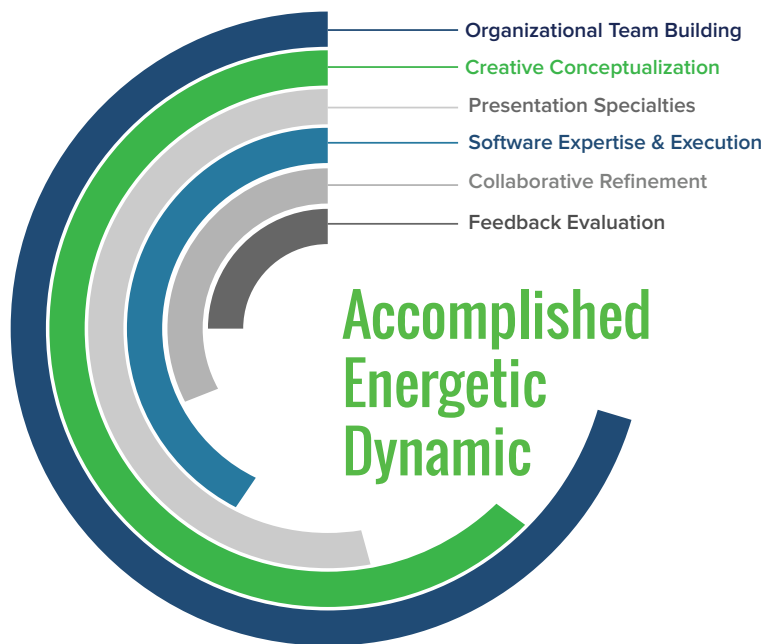 Organizational Team Building
Creative Conceptualization
Presentation Specialties
Software Expertise & Execution
Collaborative Refinement
Feedback Evaluation
Accomplished
Energetic
Dynamic